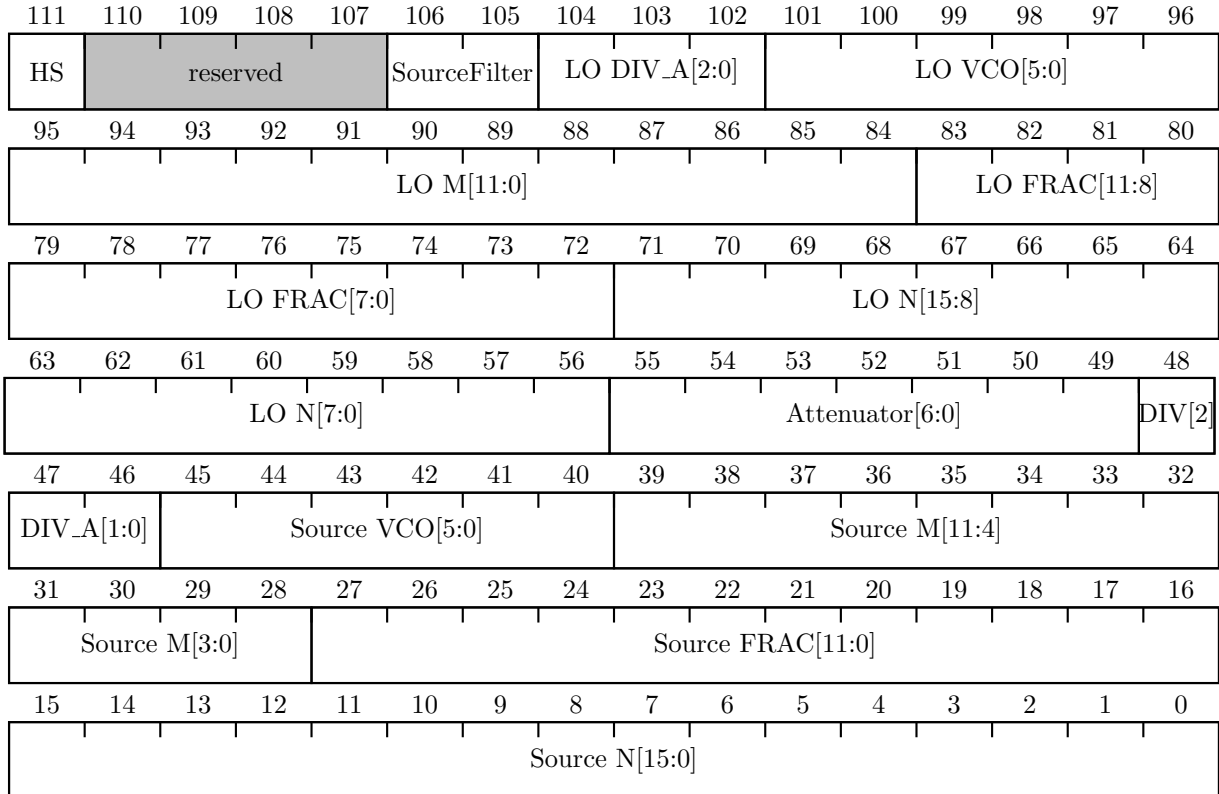 111 110 109 108 107 106 105 104 103 102 101 100 99 98 97 96
HS reserved SourceFilter LO DIV_A[2:0] LO VCO[5:0]
95 94 93 92 91 90 89 88 87 86 85 84 83 82 81 80
LO M[11:0] LO FRAC[11:8]
79 78 77 76 75 74 73 72 71 70 69 68 67 66 65 64
LO FRAC[7:0] LO N[15:8]
63 62 61 60 59 58 57 56 55 54 53 52 51 50 49 48
LO N[7:0] Attenuator[6:0] DIV[2]
47 46 45 44 43 42 41 40 39 38 37 36 35 34 33 32
DIV_A[1:0] Source VCO[5:0] Source M[11:4]
31 30 29 28 27 26 25 24 23 22 21 20 19 18 17 16
Source M[3:0] Source FRAC[11:0]
15 14 13 12 11 10 9 8 7 6 5 4 3 2 1 0
Source N[15:0]